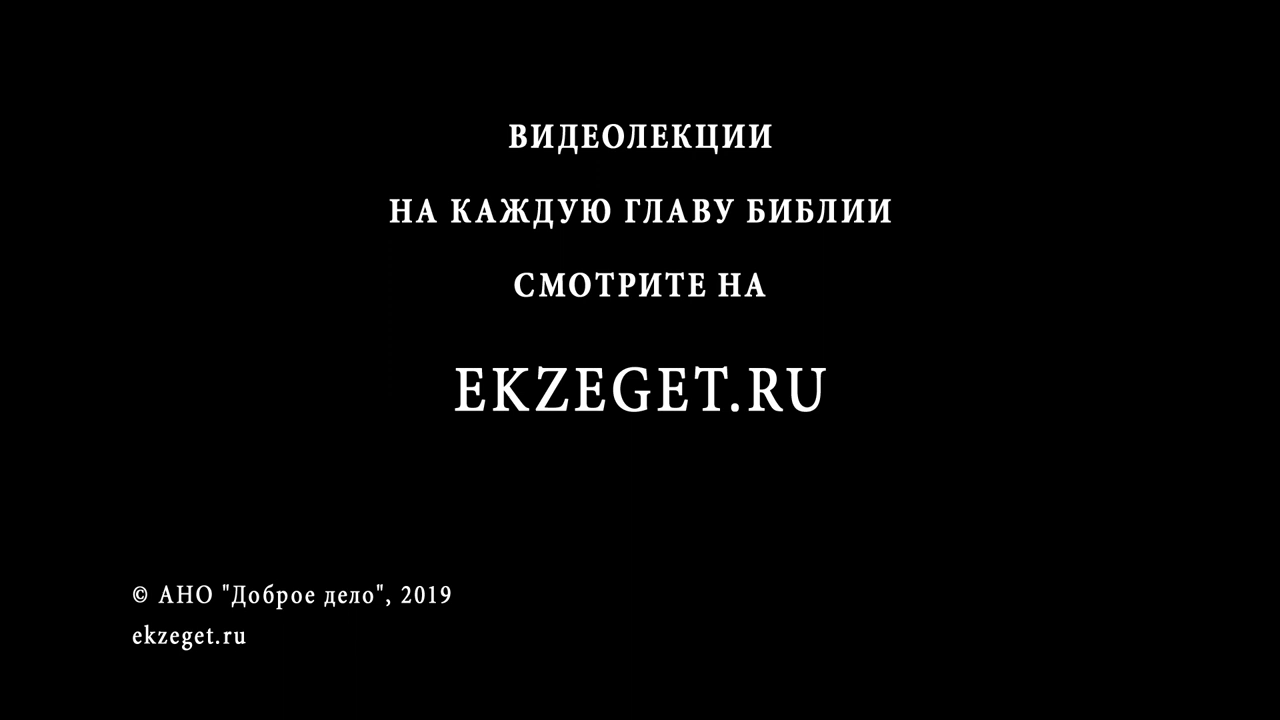 ВИДЕОЛЕКЦИИ
НА КАЖДУЮ ГЛАВУ БИБЛИИ
СМОТРИТЕ НА
EKZEGET.RU
© АНО "Доброе дело", 2019
ekzeget.ru